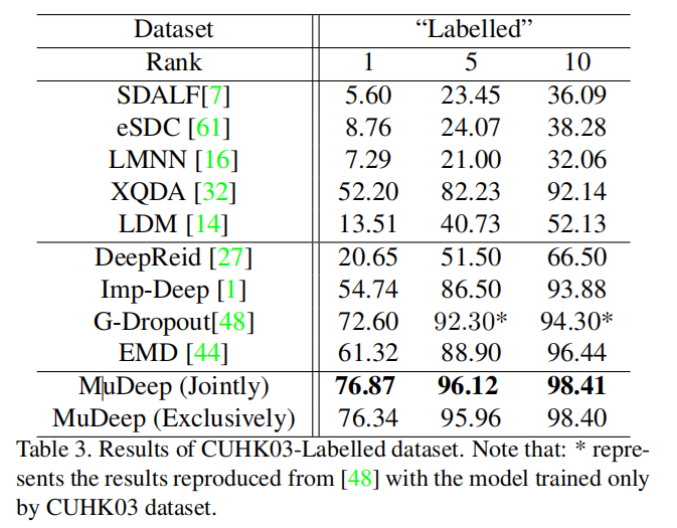 Dataset “Labelled”
Rank 1 5 10
SDALF[7] 5.60 23.45 36.09
eSDC [61] 8.76 24.07 38.28
LMNN [16] 7.29 21.00 32.06
XQDA [32] 52.20 82.23 92.14
LDM [14] 13.51 40.73 52.13
DeepReid [27] 20.65 51.50 66.50
Imp-Deep [1] 54.74 86.50 93.88
G-Dropout[48] 72.60 92.30* 94.30*
EMD [44] 61.32 88.90 96.44
MuDeep (Jointly) 76.87 96.12 98.41
MuDeep (Exclusively) 76.34 95.96 98.40
Table 3. Results of CUHK03-Labelled dataset. Note that: * repre-
sents the results reproduced from [48] with the model trained only
by CUHK03 dataset.